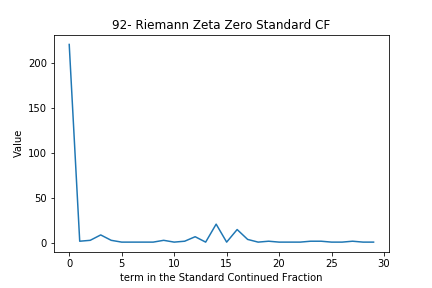 92- Riemann Zeta Zero Standard CF
200
150
100
50
0
Value
0 5 10 15 20 25 30
term in the Standard Continued Fraction